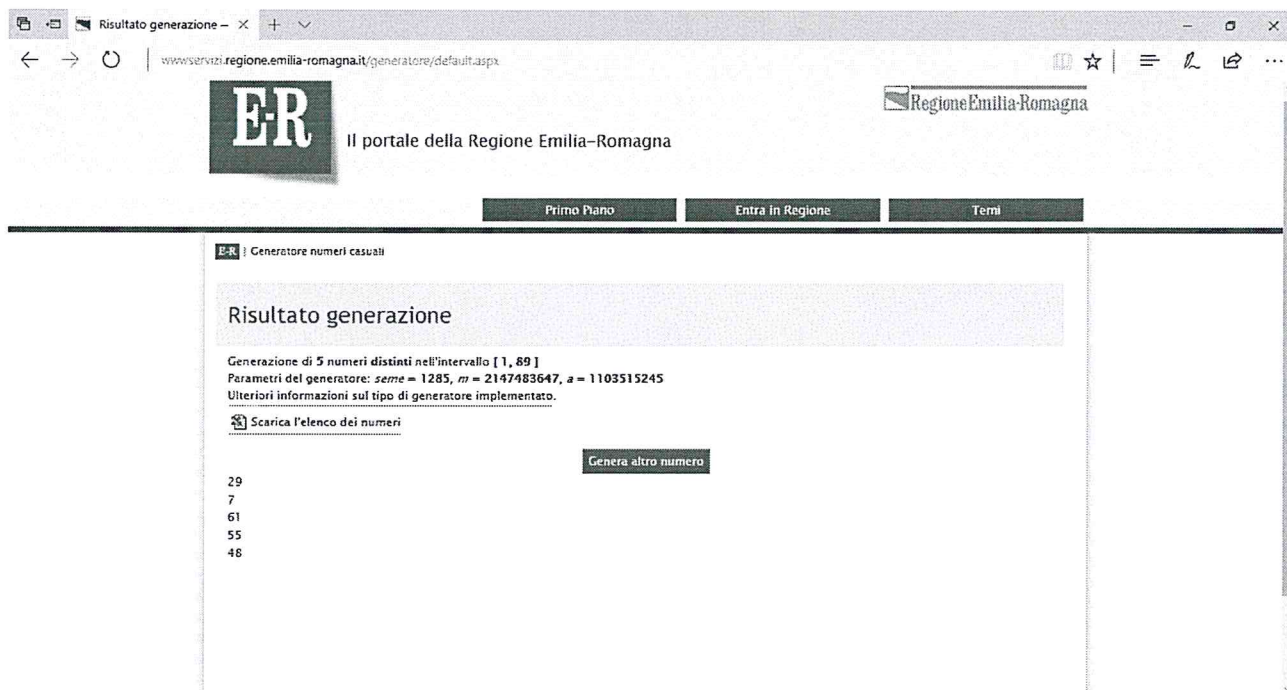 Risultato generazione –
wwwservizi.regione.emilia-romagna.it/generatore/default.aspx
E-R
Il portale della Regione Emilia-Romagna
RegioneEmilia-Romagna
Primo Piano
Entra in Regione
Temi
E-R Generatore numeri casuali
Risultato generazione
Generazione di 5 numeri distinti nell'intervallo [ 1, 89 ]
Parametri del generatore: seme = 1285, m = 2147483647, a = 1103515245
Ulteriori informazioni sul tipo di generatore implementato.
Scarica l'elenco dei numeri
Genera altro numero
29
7
61
55
48